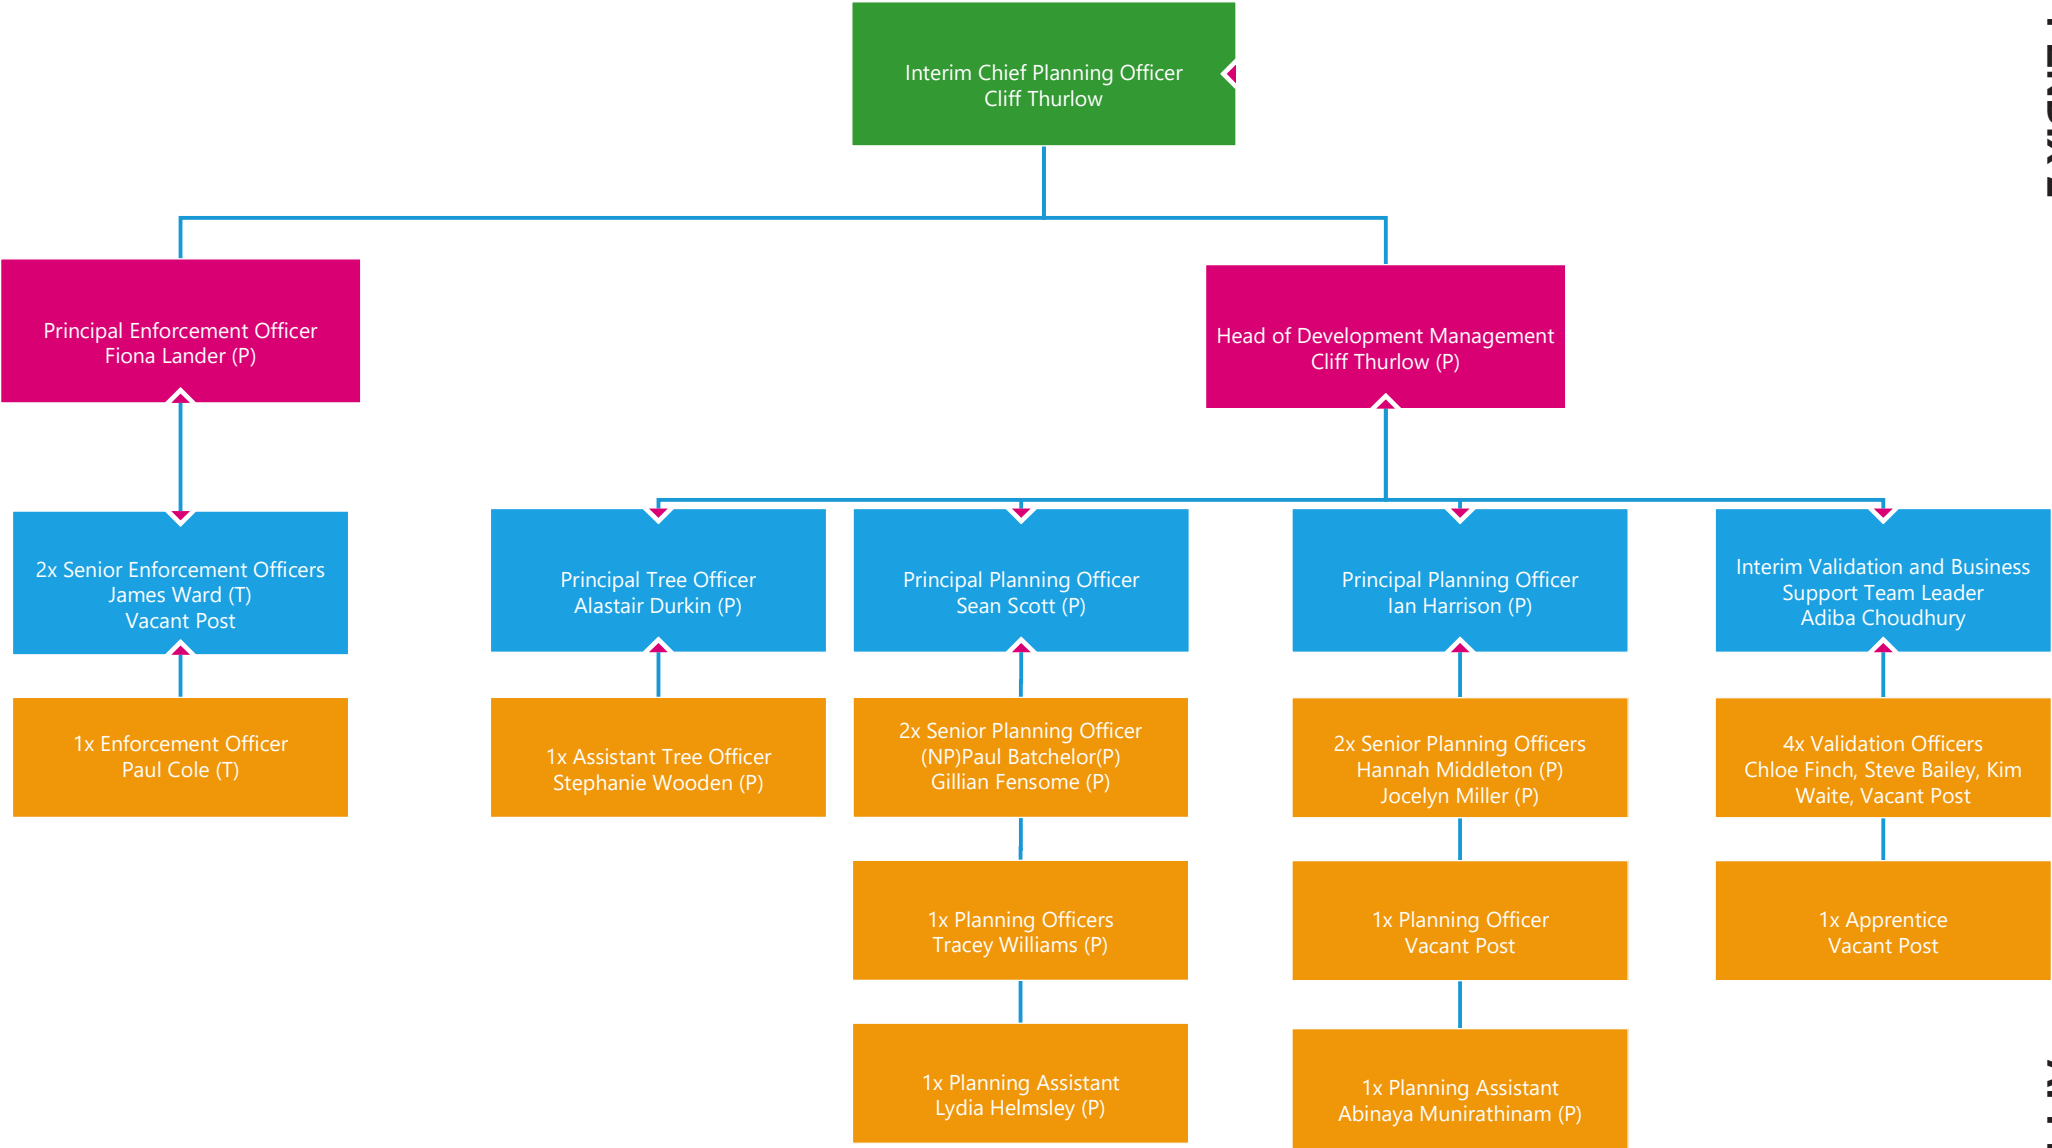 Interim Chief Planning Officer
Cliff Thurlow
Principal Enforcement Officer
Fiona Lander (P)
Head of Development Management
Cliff Thurlow (P)
2x Senior Enforcement Officers
James Ward (T)
Vacant Post
Principal Tree Officer
Alastair Durkin (P)
Principal Planning Officer
Sean Scott (P)
Principal Planning Officer
Ian Harrison (P)
Interim Validation and Business
Support Team Leader
Adiba Choudhury
1x Enforcement Officer
Paul Cole (T)
1x Assistant Tree Officer
Stephanie Wooden (P)
2x Senior Planning Officer
(NP)Paul Batchelor(P)
Gillian Fensome (P)
2x Senior Planning Officers
Hannah Middleton (P)
Jocelyn Miller (P)
4x Validation Officers
Chloe Finch, Steve Bailey, Kim
Waite, Vacant Post
1x Planning Officers
Tracey Williams (P)
1x Planning Officer
Vacant Post
1x Apprentice
Vacant Post
1x Planning Assistant
Lydia Helmsley (P)
1x Planning Assistant
Abinaya Munirathinam (P)